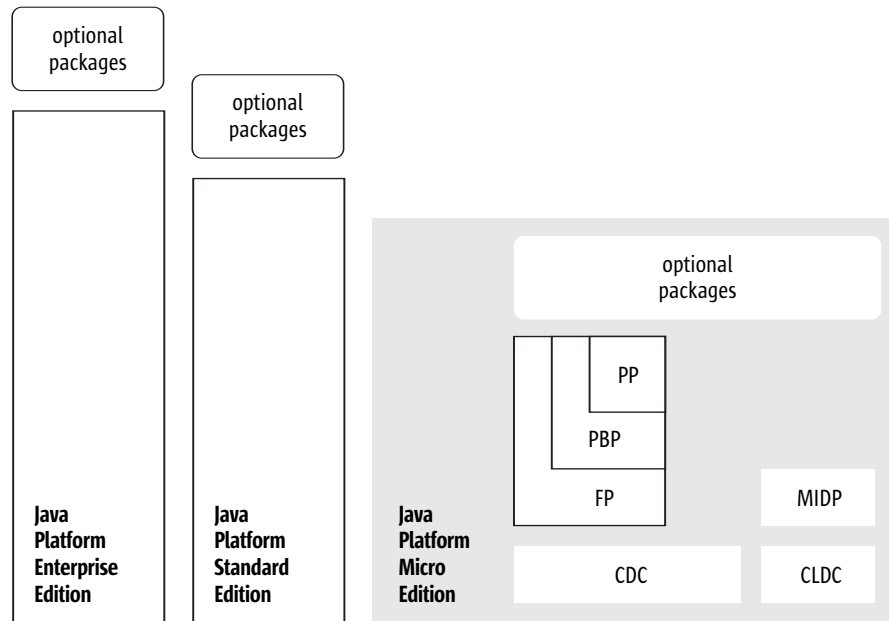 optional
packages
optional
packages
optional
packages
PP
PBP
FP
MIDP
CDC
CLDC
Java
Platform
Enterprise
Edition
Java
Platform
Standard
Edition
Java
Platform
Micro
Edition